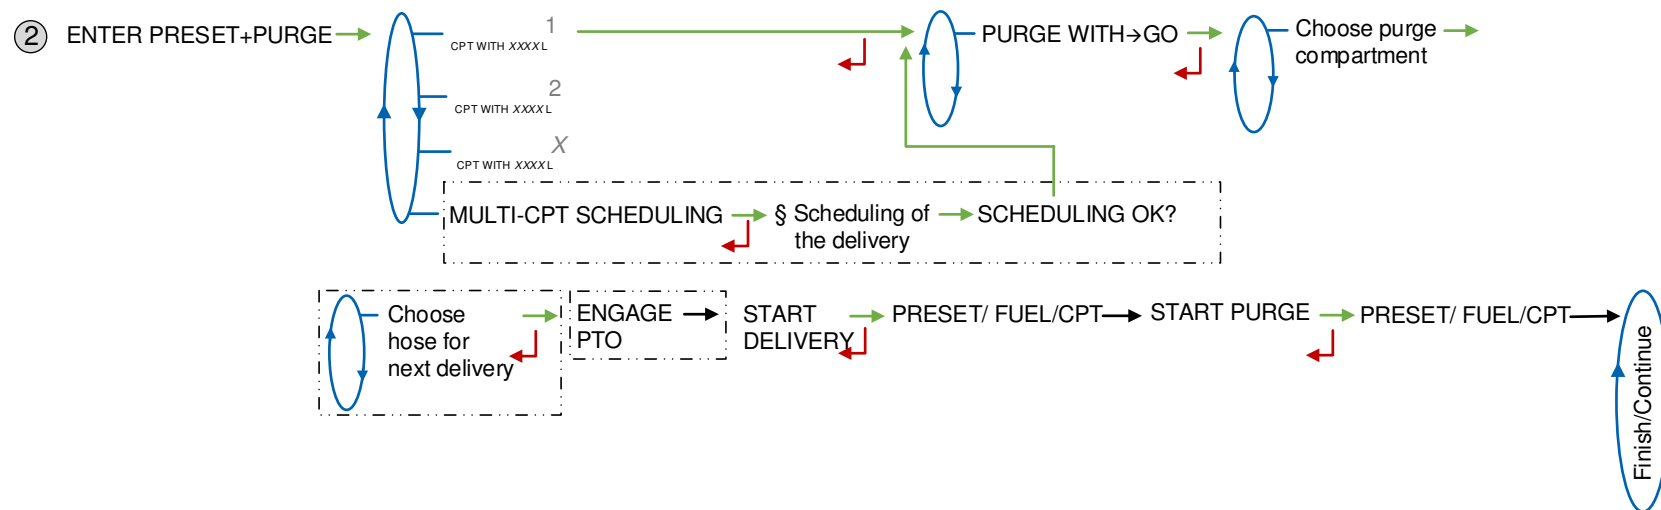 2 ENTER PRESET+PURGE
1
CPT WITH XXXX L
2
CPT WITH XXXX L
X
CPT WITH XXXX L
MULTI-CPT SCHEDULING
§ Scheduling of
the delivery
SCHEDULING OK?
PURGE WITH→GO
Choose purge
compartment
Choose
hose for
next delivery
ENGAGE
PTO
START
DELIVERY
PRESET/ FUEL/CPT
START PURGE
PRESET/ FUEL/CPT
Finish/Continue